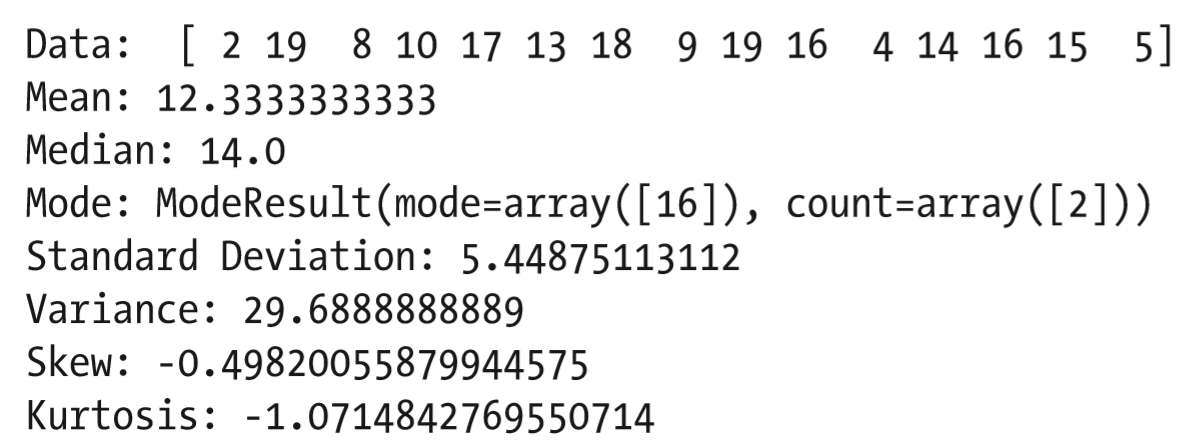 Data:  [ 2 19  8 10 17 13 18  9 19 16  4 14 16 15  5]
Mean: 12.3333333333
Median: 14.0
Mode: ModeResult(mode=array([16]), count=array([2]))
Standard Deviation: 5.44875113112
Variance: 29.6888888889
Skew: -0.49820055879944575
Kurtosis: -1.0714842769550714